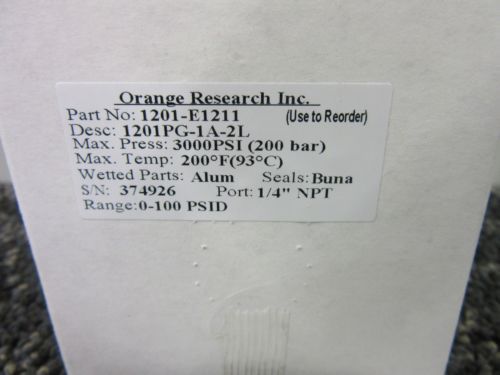 Orange Research Inc.
Part No: 1201-E1211 (Use to Reorder)
Desc: 1201PG-1A-2L
Max. Press: 3000PSI (200 bar)
Max. Temp: 200°F(93°C)
Wetted Parts: Alum Seals: Buna
S/N: 374926 Port: 1/4" NPT
Range: 0-100 PSID